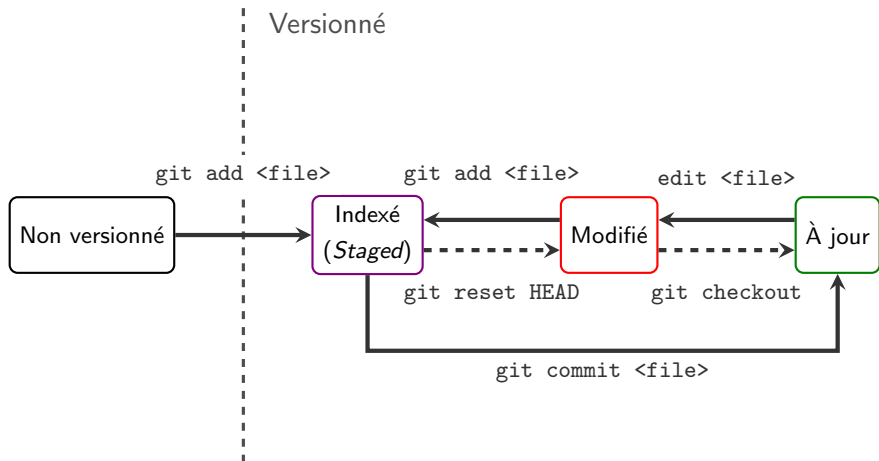 Versionné
git add <file>
git add <file>
edit <file>
Non versionné
Indexé
(Staged)
Modifié
À jour
git reset HEAD
git checkout
git commit <file>